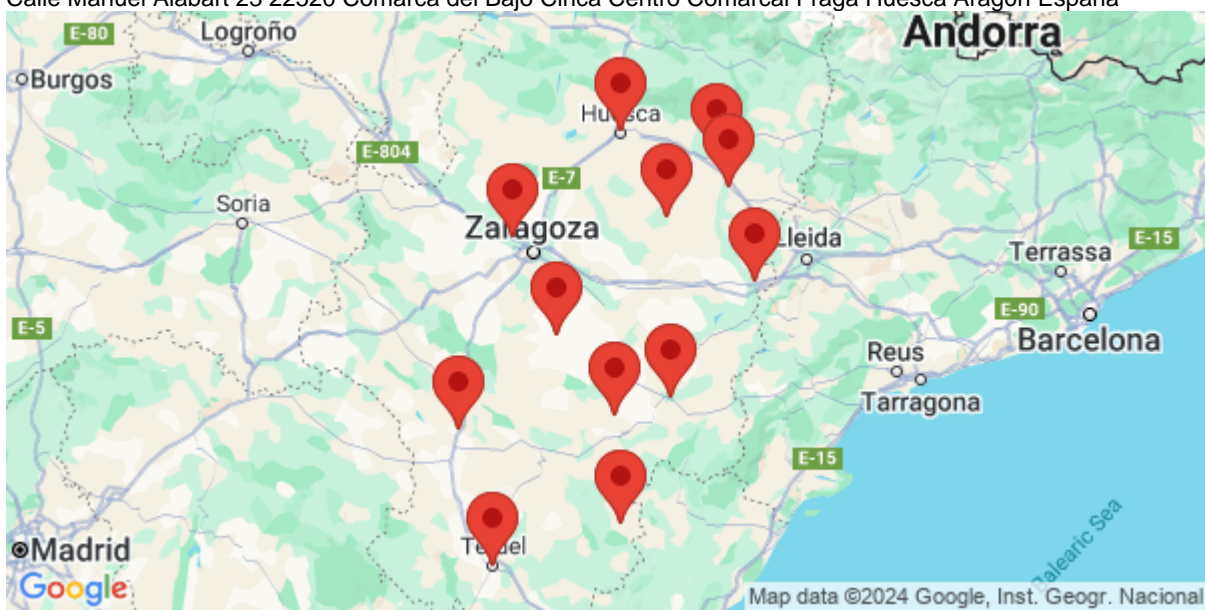 Calle Manuel Alabart 23 22520 Comarca del Bajo Cinca Centro Comarcal Fraga Huesca Aragón España
E-80
Logroño
Andorra
Burgos
Huesca
E-804
E-7
Soria
Zaragoza
Lleida
Terrassa
E-15
E-5
E-90
Barcelona
Reus
Tarragona
E-15
Madrid
Teruel
Balearic Sea
Google
Map data ©2024 Google, Inst. Geogr. Nacional